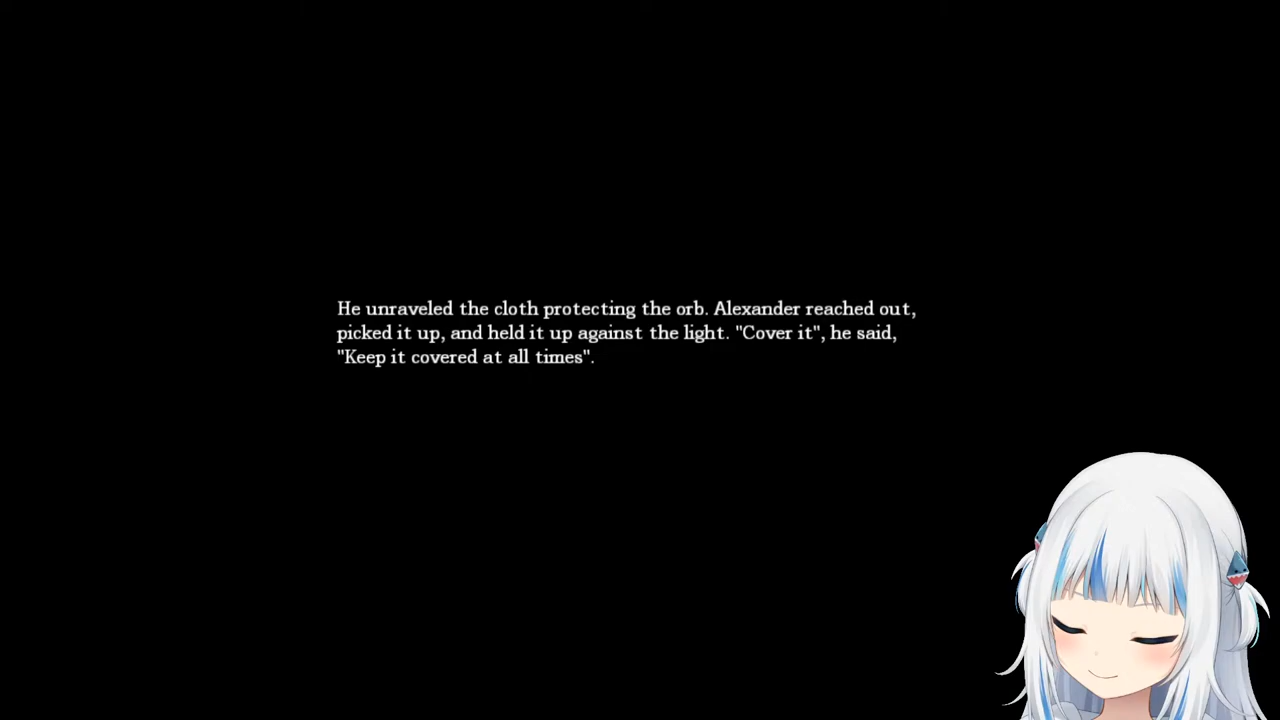 He unraveled the cloth protecting the orb. Alexander reached out,
picked it up, and held it up against the light. "Cover it", he said,
"Keep it covered at all times".